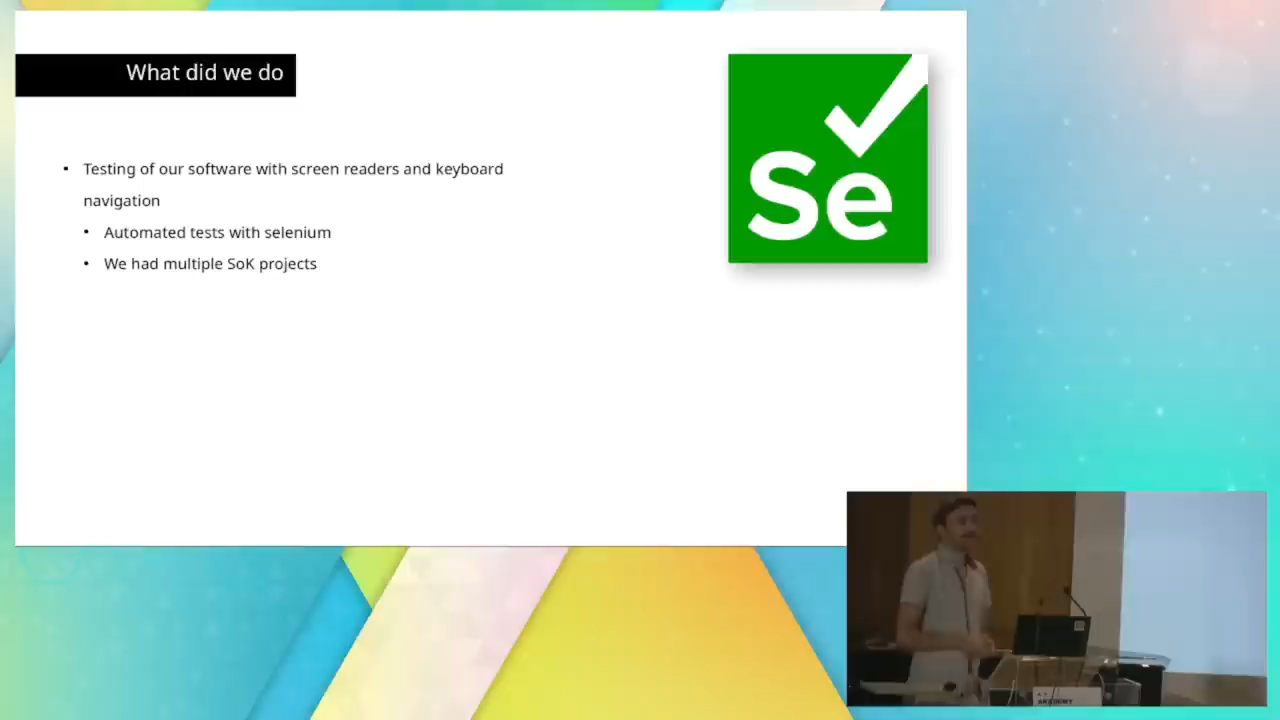 What did we do
Testing of our software with screen readers and keyboard
navigation
Automated tests with selenium
We had multiple SoK projects
Se